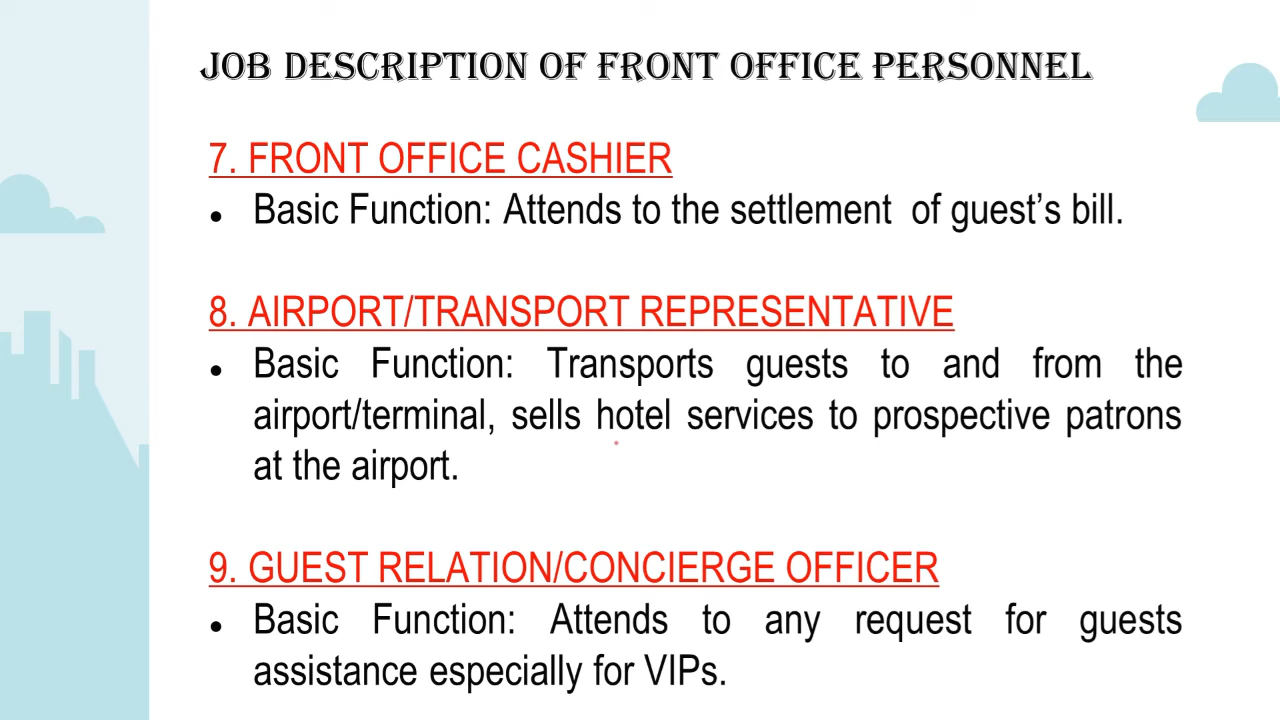 JOB DESCRIPTION OF FRONT OFFICE PERSONNEL
7. FRONT OFFICE CASHIER
● Basic Function: Attends to the settlement  of guest’s bill.
8. AIRPORT/TRANSPORT REPRESENTATIVE
● Basic Function: Transports guests to and from the
airport/terminal, sells hotel services to prospective patrons
at the airport.
9. GUEST RELATION/CONCIERGE OFFICER
● Basic Function: Attends to any request for guests
assistance especially for VIPs.